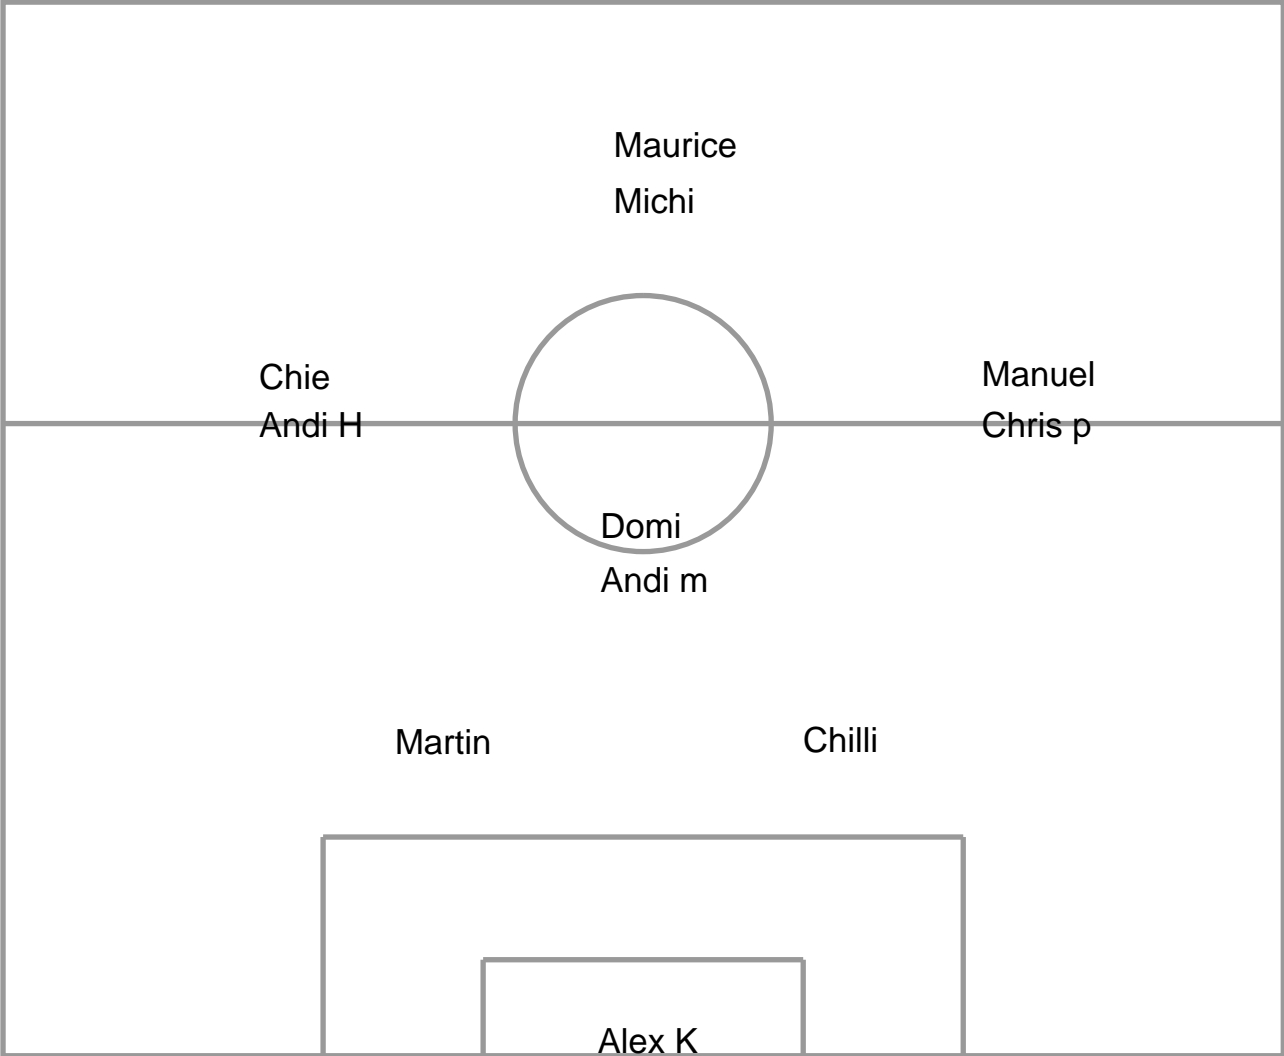 Maurice
Michi
Chie
Andi H
Manuel
Chris p
Domi
Andi m
Martin
Chilli
Alex K